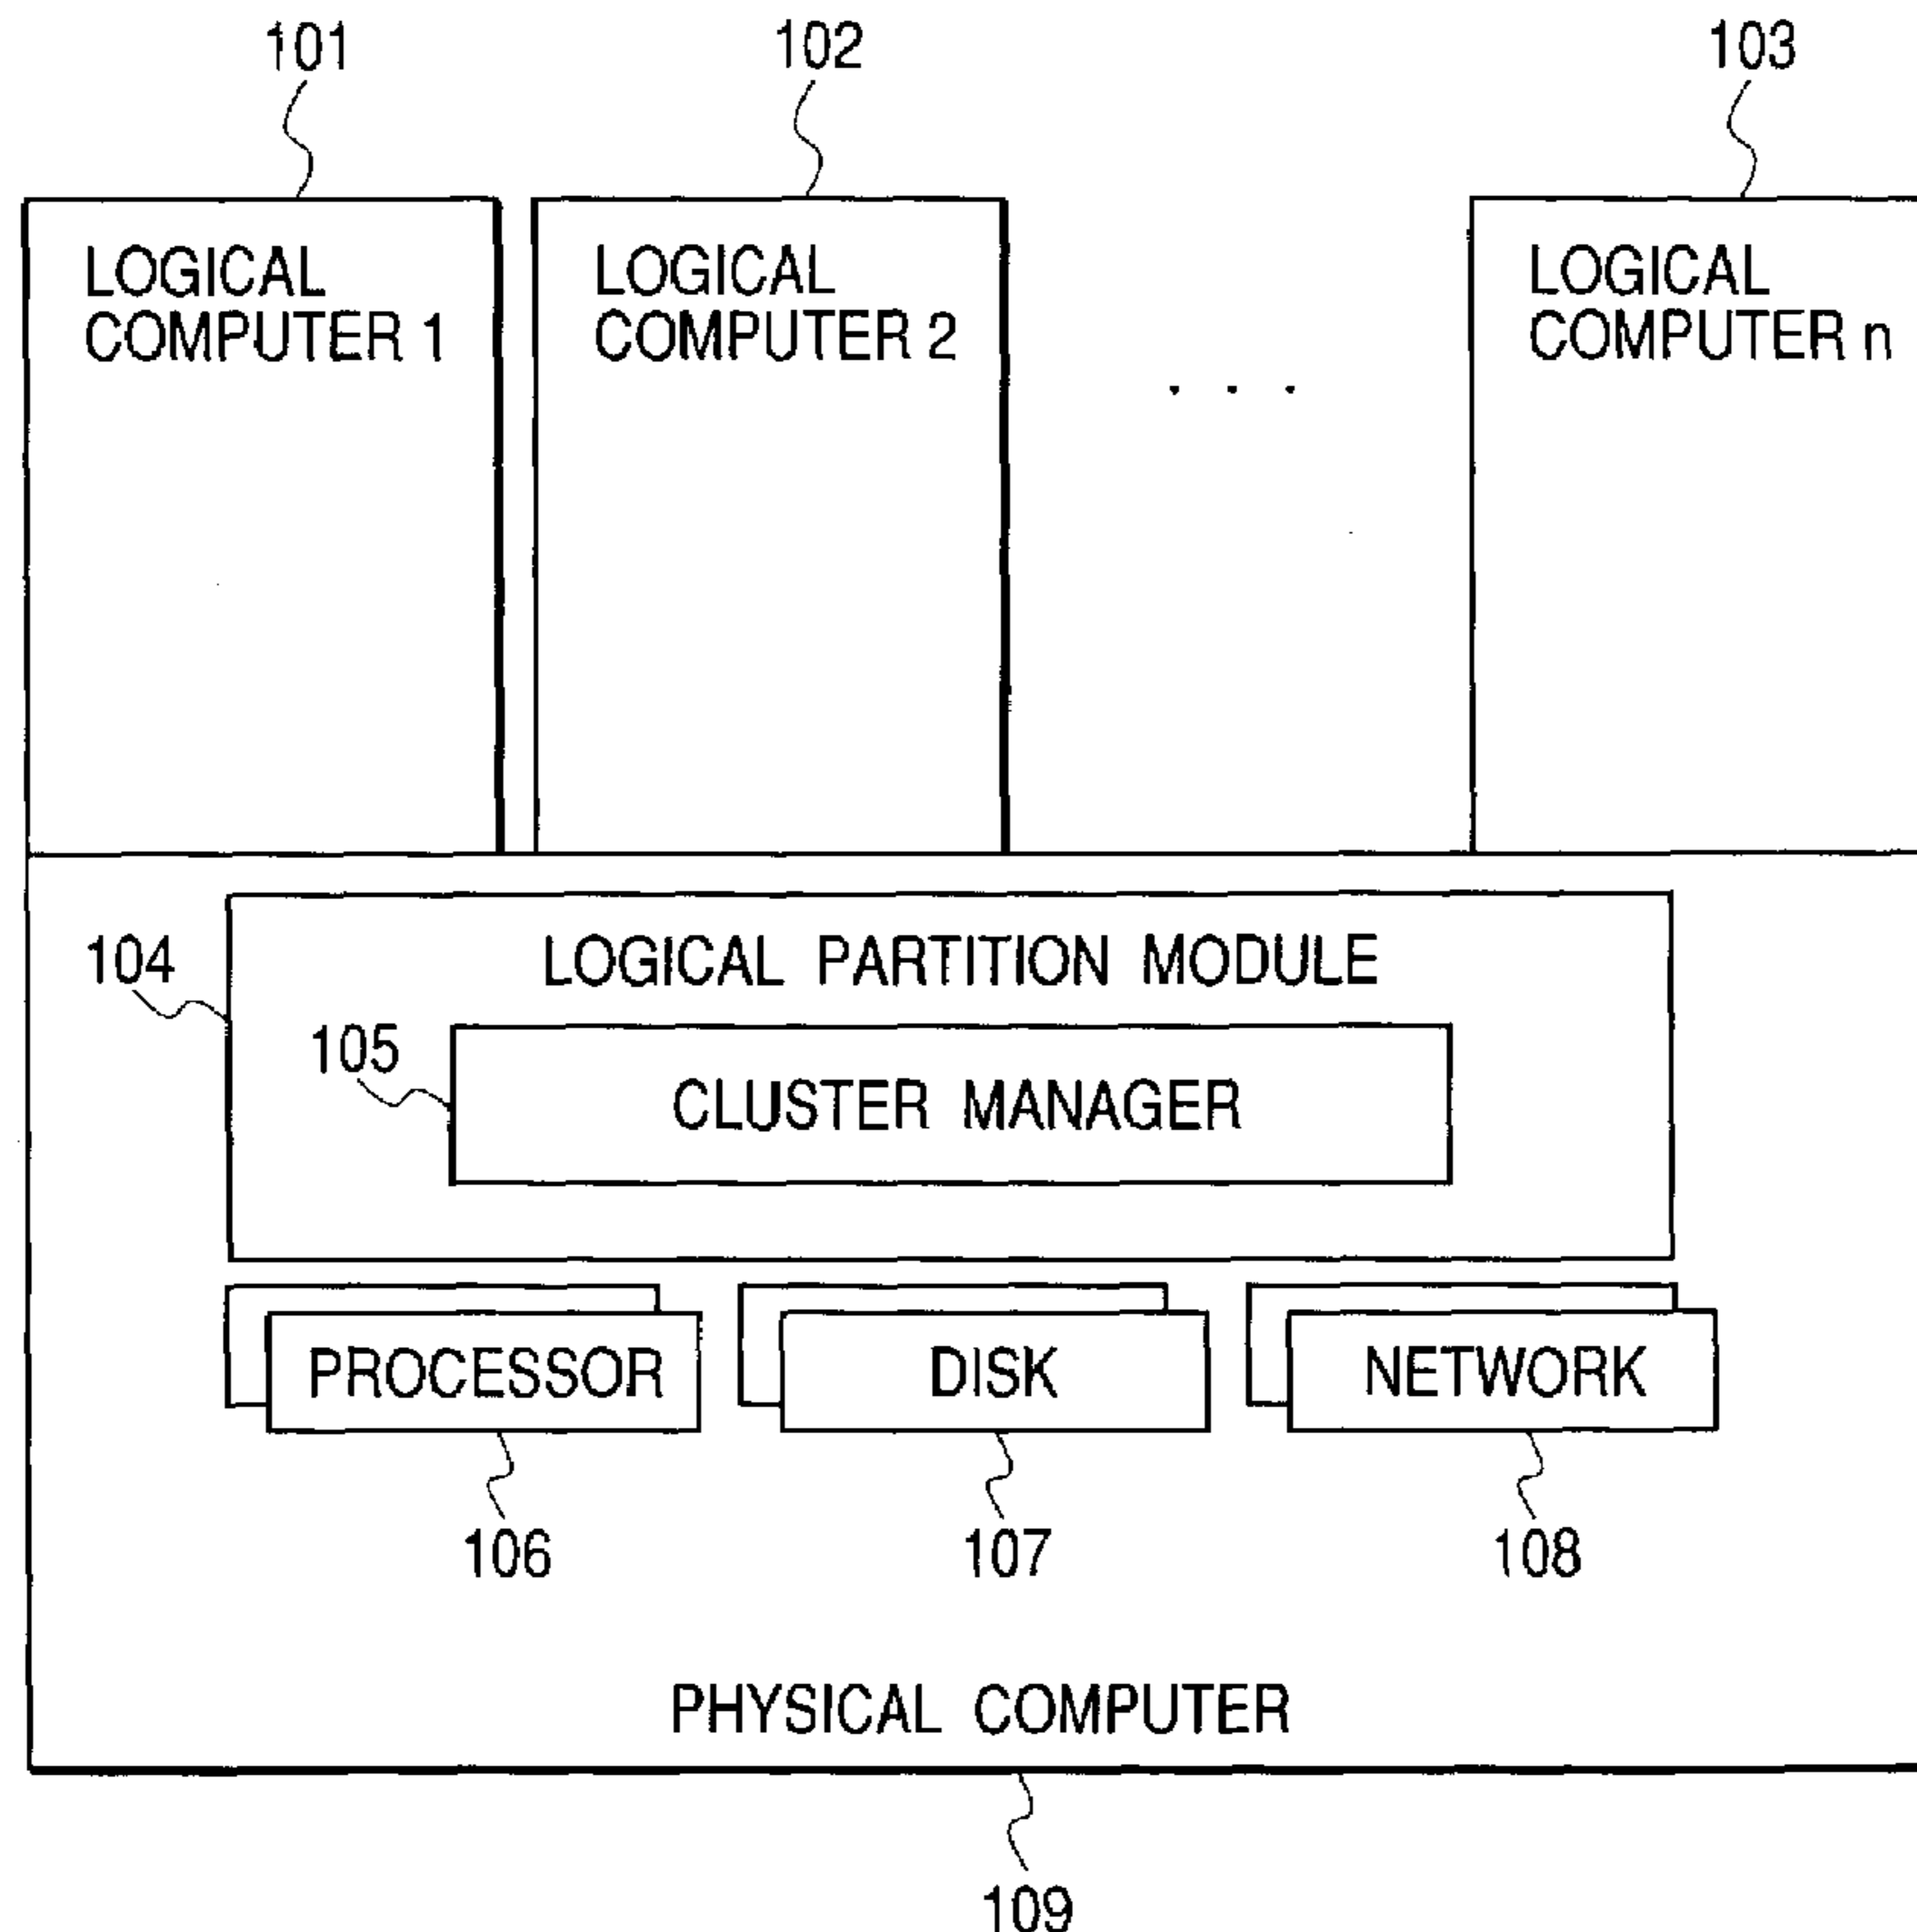 101
102
103
LOGICAL
COMPUTER 1
LOGICAL
COMPUTER 2
. . .
LOGICAL
COMPUTER n
104
LOGICAL PARTITION MODULE
105
CLUSTER MANAGER
PROCESSOR
DISK
NETWORK
106
107
108
PHYSICAL COMPUTER
109